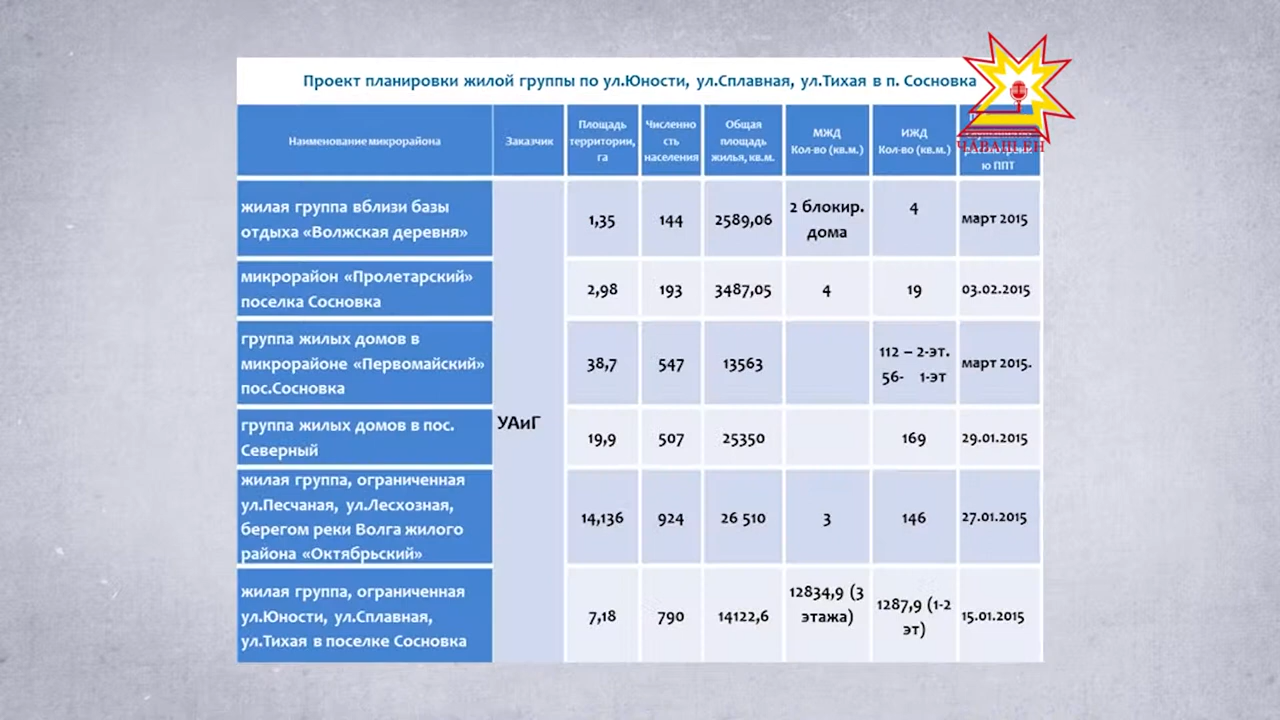 Проект планировки жилой группы по ул.Юности, ул.Сплавная, ул.Тихая в п. Сосновка
ЧӐВАШ ЕН
Наименование микрорайона
Заказчик
Площадь
территории,
га
Численно
сть
населения
Общая
площадь
жилья, кв.м.
МЖД
Кол-во (кв.м.)
ИЖД
Кол-во (кв.м.)
ю ППТ
жилая группа вблизи базы
отдыха «Волжская деревня»
УАиГ
1,35
144
2589,06
2 блокир.
дома
4
март 2015
микрорайон «Пролетарский»
поселка Сосновка
2,98
193
3487,05
4
19
03.02.2015
группа жилых домов в
микрорайоне «Первомайский»
пос.Сосновка
38,7
547
13563
112 – 2-эт.
56- 1-эт
март 2015.
группа жилых домов в пос.
Северный
19,9
507
25350
169
29.01.2015
жилая группа, ограниченная
ул.Песчаная, ул.Лесхозная,
берегом реки Волга жилого
района «Октябрьский»
14,136
924
26 510
3
146
27.01.2015
жилая группа, ограниченная
ул.Юности, ул.Сплавная,
ул.Тихая в поселке Сосновка
7,18
790
14122,6
12834,9 (3
этажа)
1287,9 (1-2
эт)
15.01.2015